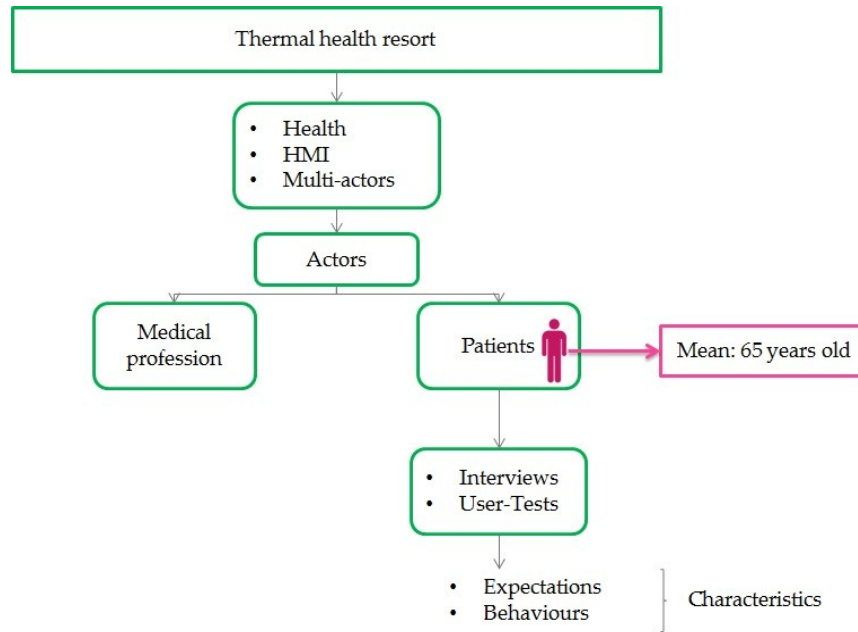 Thermal health resort
• Health
• HMI
• Multi-actors
Actors
Medical
profession
Patients
Mean: 65 years old
• Interviews
• User-Tests
• Expectations
• Behaviours
Characteristics